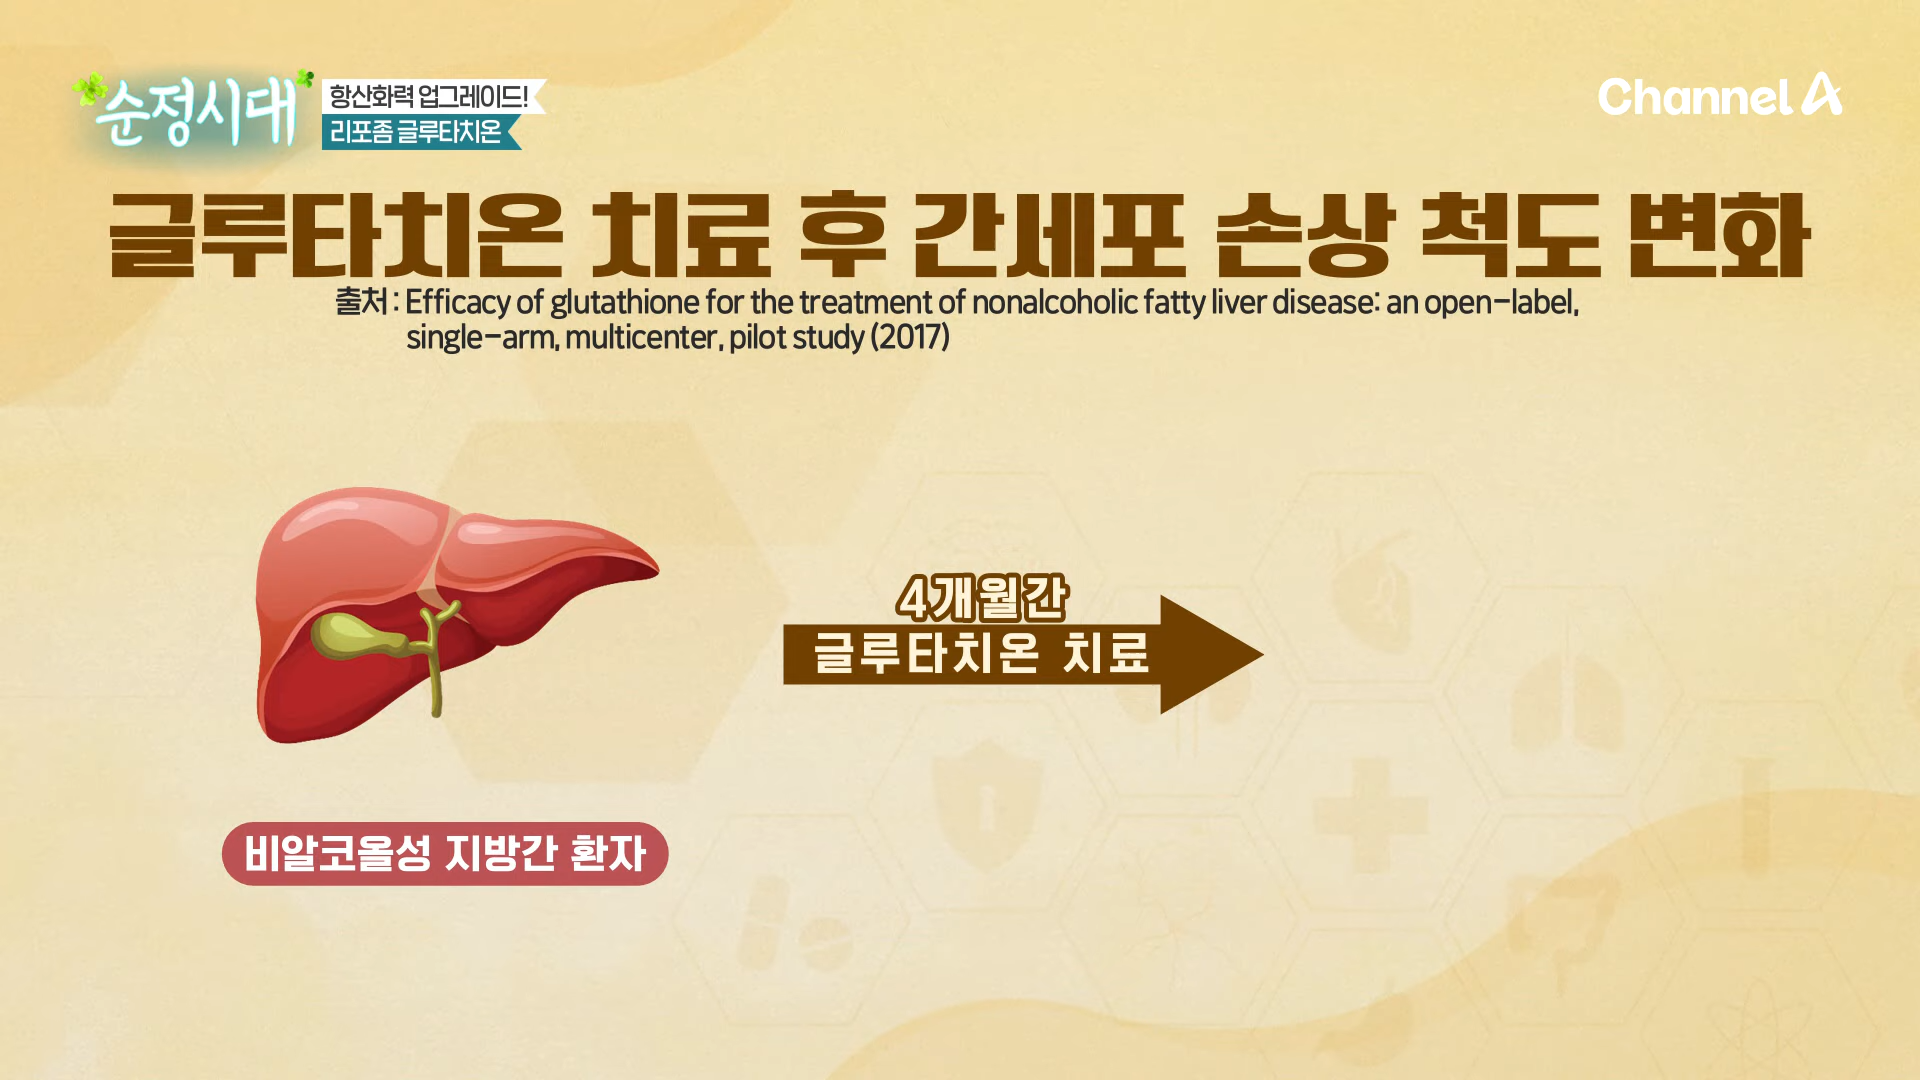 순정시대
항산화력 업그레이드!
리포좀 글루타치온
Channel A
글루타치온 치료 후 간세포 손상 척도 변화
출처 : Efficacy of glutathione for the treatment of nonalcoholic fatty liver disease: an open-label,
single-arm, multicenter, pilot study (2017)
4개월간
글루타치온 치료
비알코올성 지방간 환자